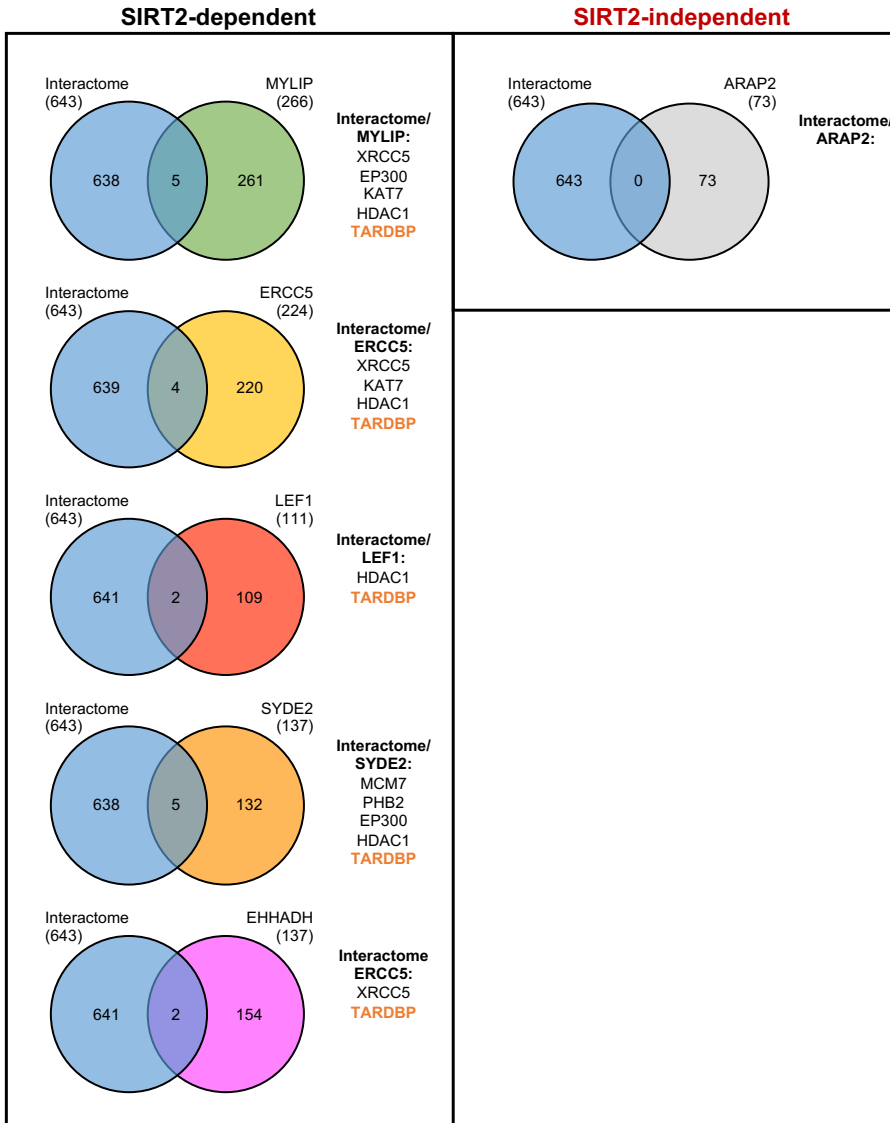 SIRT2-dependent
SIRT2-independent
Interactome
(643)
MYLIP
(266)
638
5
261
Interactome/
MYLIP:
XRCC5
EP300
KAT7
HDAC1
TARDBP
Interactome
(643)
ERCC5
(224)
639
4
220
Interactome/
ERCC5:
XRCC5
KAT7
HDAC1
TARDBP
Interactome
(643)
LEF1
(111)
641
2
109
Interactome/
LEF1:
HDAC1
TARDBP
Interactome
(643)
SYDE2
(137)
638
5
132
Interactome/
SYDE2:
MCM7
PHB2
EP300
HDAC1
TARDBP
Interactome
(643)
EHHADH
(137)
641
2
154
Interactome
ERCC5:
XRCC5
TARDBP
Interactome
(643)
ARAP2
(73)
643
0
73
Interactome/
ARAP2: